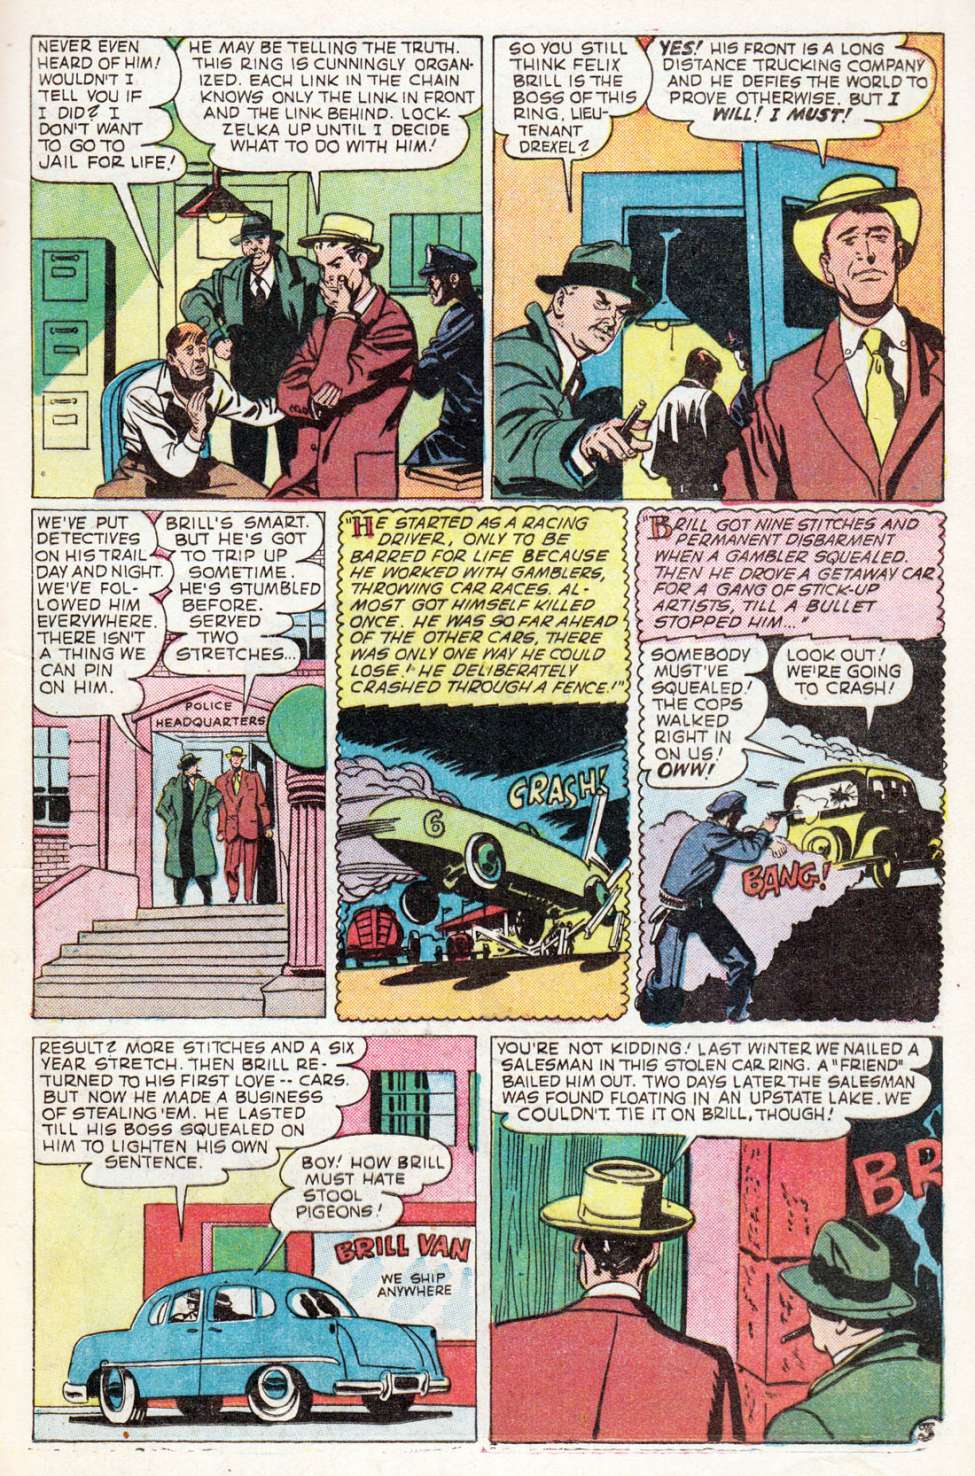 NEVER EVEN
HEARD OF HIM!
WOULDN'T I
TELL YOU IF
I DID? I
DON'T WANT
TO GO TO
JAIL FOR LIFE!
HE MAY BE TELLING THE TRUTH.
THIS RING IS CUNNINGLY ORGAN-
IZED. EACH LINK IN THE CHAIN
KNOWS ONLY THE LINK IN FRONT
AND THE LINK BEHIND. LOCK
ZELKA UP UNTIL I DECIDE
WHAT TO DO WITH HIM!
SO YOU STILL
THINK FELIX
BRILL IS THE
BOSS OF THIS
RING, LIEU-
TENANT
DREXEL?
YES! HIS FRONT IS A LONG
DISTANCE TRUCKING COMPANY
AND HE DEFIES THE WORLD TO
PROVE OTHERWISE. BUT I
WILL! I MUST!
WE'VE PUT
DETECTIVES
ON HIS TRAIL
DAY AND NIGHT.
WE'VE FOL-
LOWED HIM
EVERYWHERE.
THERE ISN'T
A THING WE
CAN PIN
ON HIM.
BRILL'S SMART.
BUT HE'S GOT
TO TRIP UP
SOMETIME.
HE'S STUMBLED
BEFORE.
SERVED
TWO
STRETCHES...
POLICE
HEADQUARTERS
"HE STARTED AS A RACING
DRIVER, ONLY TO BE
BARRED FOR LIFE BECAUSE
HE WORKED WITH GAMBLERS,
THROWING CAR RACES. AL-
MOST GOT HIMSELF KILLED
ONCE. HE WAS SO FAR AHEAD
OF THE OTHER CARS, THERE
WAS ONLY ONE WAY HE COULD
LOSE! HE DELIBERATELY
CRASHED THROUGH A FENCE!"
CRASH!
6
"BRILL GOT NINE STITCHES AND
PERMANENT DISBARMENT
WHEN A GAMBLER SQUEALED.
THEN HE DROVE A GETAWAY CAR
FOR A GANG OF STICK-UP
ARTISTS, TILL A BULLET
STOPPED HIM..."
SOMEBODY
MUST'VE
SQUEALED!
THE COPS
WALKED
RIGHT IN
ON US!
OWW!
LOOK OUT!
WE'RE GOING
TO CRASH!
BANG!
RESULT? MORE STITCHES AND A SIX
YEAR STRETCH. THEN BRILL RE-
TURNED TO HIS FIRST LOVE -- CARS.
BUT NOW HE MADE A BUSINESS
OF STEALING 'EM. HE LASTED
TILL HIS BOSS SQUEALED ON
HIM TO LIGHTEN HIS OWN
SENTENCE.
BOY! HOW BRILL
MUST HATE
STOOL
PIGEONS!
BRILL VAN
WE SHIP
ANYWHERE
YOU'RE NOT KIDDING! LAST WINTER WE NAILED A
SALESMAN IN THIS STOLEN CAR RING. A "FRIEND"
BAILED HIM OUT. TWO DAYS LATER THE SALESMAN
WAS FOUND FLOATING IN AN UPSTATE LAKE. WE
COULDN'T TIE IT ON BRILL, THOUGH!
BR
3